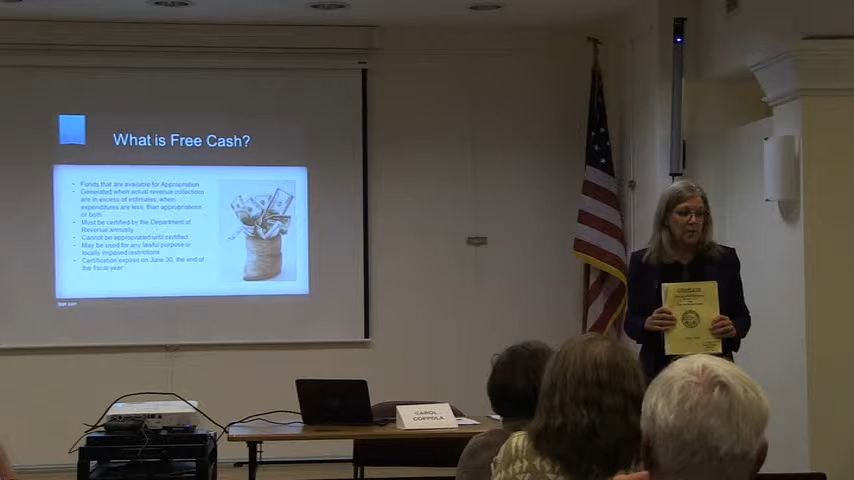 What is Free Cash?
- Funds that are available for Appropriation
- Generated when actual revenue collections
are in excess of estimates, when
expenditures are less, than appropriations
or both
- Must be certified by the Department of
Revenue annually
- Cannot be appropriated until certified
- May be used for any lawful purpose or
locally imposed restrictions
- Certification expires on June 30, the end of
the fiscal year
CAROL
COPPOLA